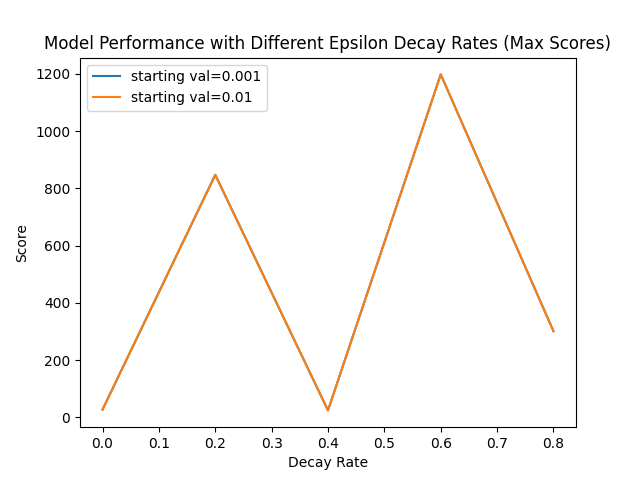 Model Performance with Different Epsilon Decay Rates (Max Scores)
starting val=0.001
starting val=0.01
1200
1000
800
600
400
200
0
Score
0.0 0.1 0.2 0.3 0.4 0.5 0.6 0.7 0.8
Decay Rate